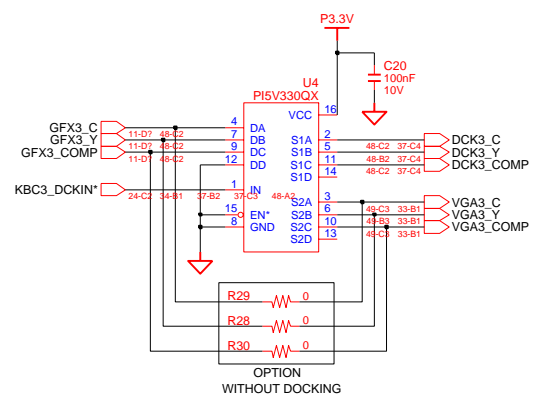 P3.3V
C20
100nF
10V
U4
PI5V330QX
VCC 16
GFX3_C 11-D? 48-C2 4 DA S1A 2 48-C2 37-C4 DCK3_C
GFX3_Y 11-D? 48-C2 7 DB S1B 5 48-B2 37-C4 DCK3_Y
GFX3_COMP 11-D? 48-C2 9 DC S1C 11 48-C2 37-C4 DCK3_COMP
12 DD S1D 14
KBC3_DCKIN* 24-C2 34-B1 37-B2 37-C3 48-A2 1 IN
S2A 3 49-C3 33-B1 VGA3_C
15 EN* S2B 6 49-B3 33-B1 VGA3_Y
8 GND S2C 10 49-C3 33-B1 VGA3_COMP
S2D 13
R29 0
R28 0
R30 0
OPTION
WITHOUT DOCKING